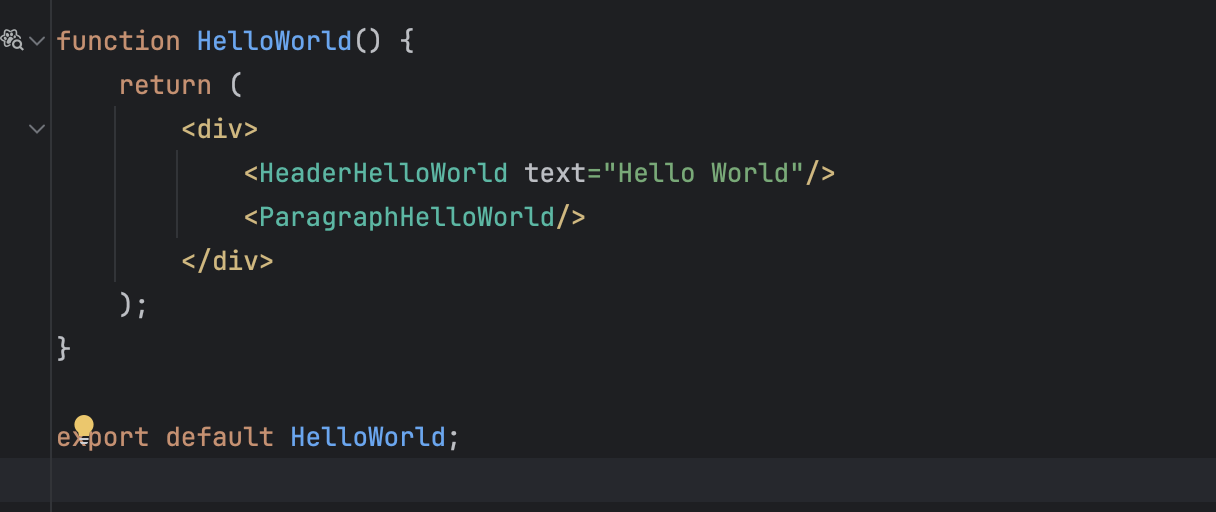 function HelloWorld() {
    return (
        <div>
            <HeaderHelloWorld text="Hello World"/>
            <ParagraphHelloWorld/>
        </div>
    );
}
export default HelloWorld;